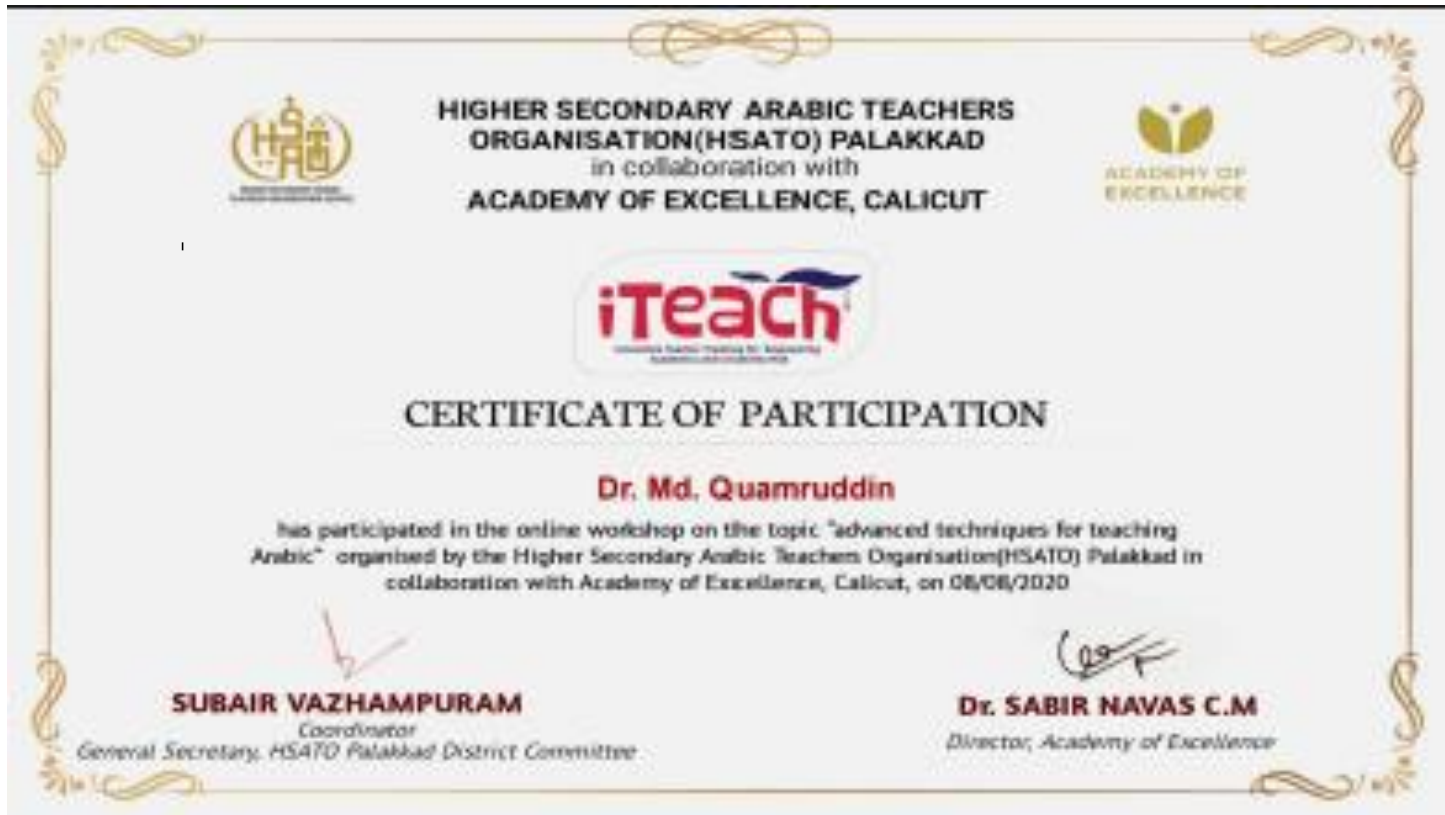 HIGHER SECONDARY ARABIC TEACHERS
ORGANISATION(HSATO) PALAKKAD
in collaboration with
ACADEMY OF EXCELLENCE, CALICUT
HSATO
ACADEMY OF
EXCELLENCE
iTeach
CERTIFICATE OF PARTICIPATION
Dr. Md. Quamruddin
has participated in the online workshop on the topic "advanced techniques for teaching
Arabic" organised by the Higher Secondary Arabic Teachers Organisation(HSATO) Palakkad in
collaboration with Academy of Excellence, Calicut, on 08/08/2020
SUBAIR VAZHAMPURAM
Coordinator
General Secretary, HSATO Palakkad District Committee
Dr. SABIR NAVAS C.M
Director, Academy of Excellence